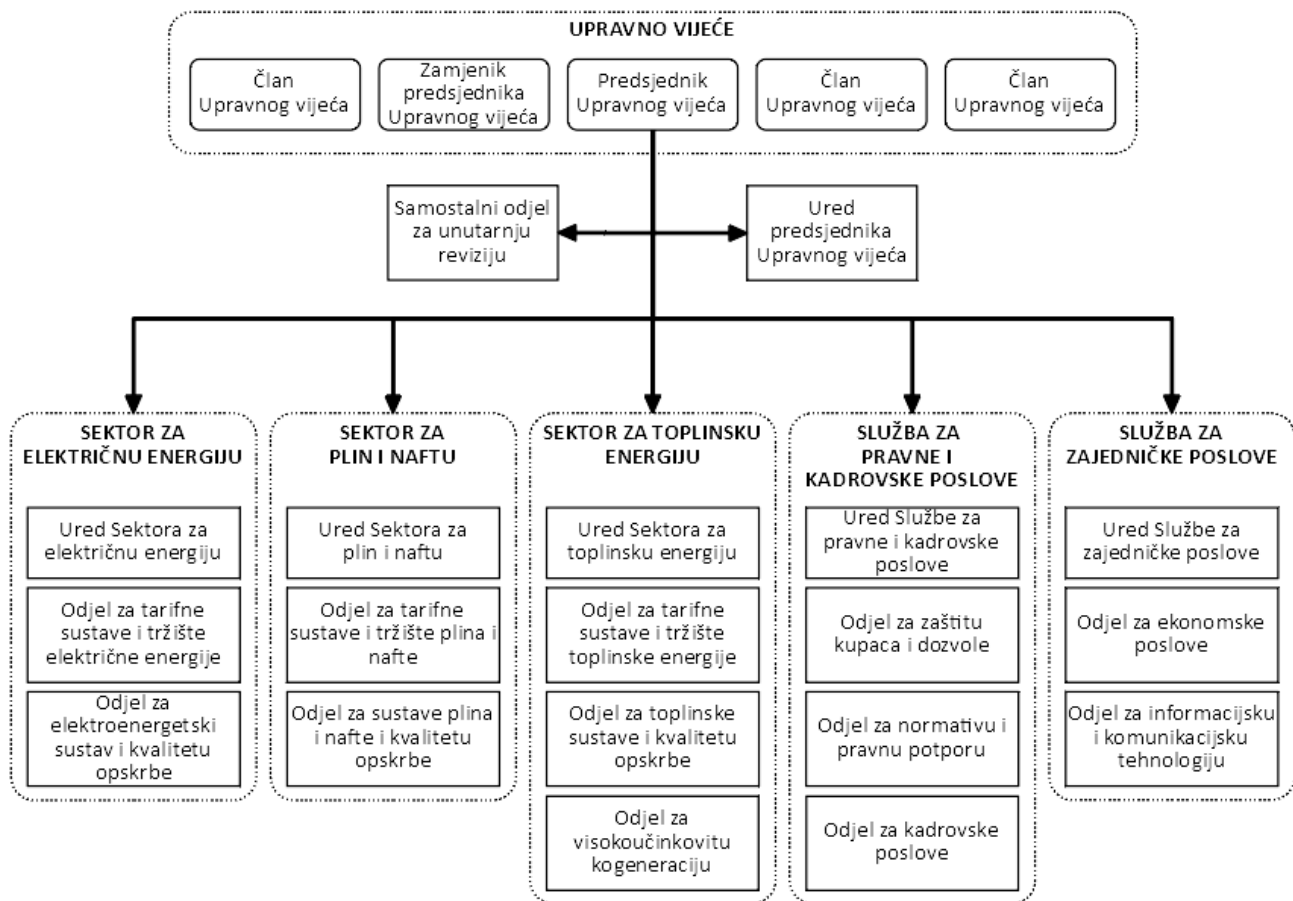 UPRAVNO VIJEĆE
Član
Upravnog vijeća
Zamjenik
predsjednika
Upravnog vijeća
Predsjednik
Upravnog vijeća
Član
Upravnog vijeća
Član
Upravnog vijeća
Samostalni odjel
za unutarnju
reviziju
Ured
predsjednika
Upravnog vijeća
SEKTOR ZA
ELEKTRIČNU ENERGIJU
Ured Sektora za
električnu energiju
Odjel za tarifne
sustave i tržište
električne energije
Odjel za
elektroenergetski
sustav i kvalitetu
opskrbe
SEKTOR ZA
PLIN I NAFTU
Ured Sektora za
plin i naftu
Odjel za tarifne
sustave i tržište plina i
nafte
Odjel za sustave plina
i nafte i kvalitetu
opskrbe
SEKTOR ZA TOPLINSKU
ENERGIJU
Ured Sektora za
toplinsku energiju
Odjel za tarifne
sustave i tržište
toplinske energije
Odjel za toplinske
sustave i kvalitetu
opskrbe
Odjel za
visokoučinkovitu
kogeneraciju
SLUŽBA ZA
PRAVNE I
KADROVSKE POSLOVE
Ured Službe za
pravne i kadrovske
poslove
Odjel za zaštitu
kupaca i dozvole
Odjel za normativu i
pravnu potporu
Odjel za kadrovske
poslove
SLUŽBA ZA
ZAJEDNIČKE POSLOVE
Ured Službe za
zajedničke poslove
Odjel za ekonomske
poslove
Odjel za informacijsku
i komunikacijsku
tehnologiju